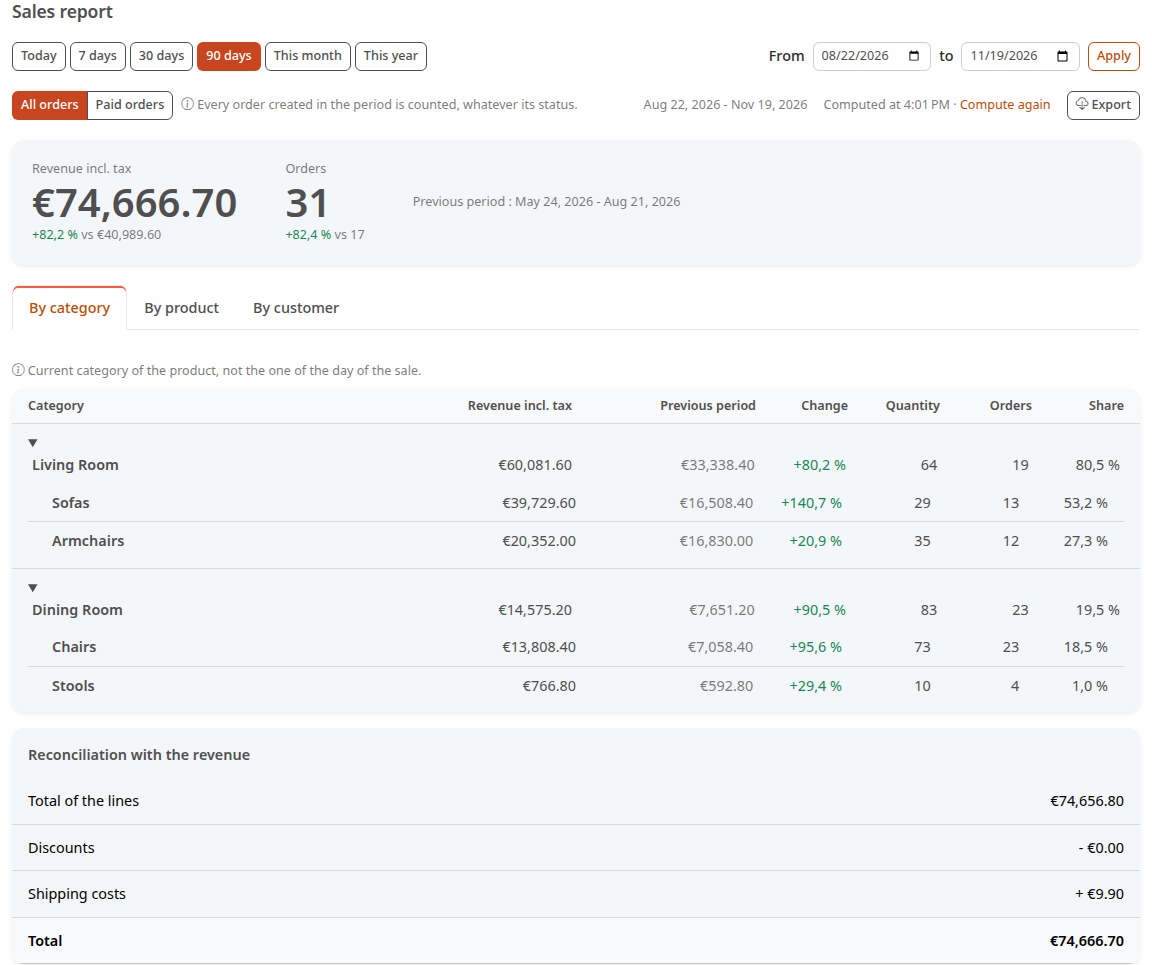 Sales report
Today 7 days 30 days 90 days This month This year From 08/22/2026 to 11/19/2026 Apply
All orders Paid orders Every order created in the period is counted, whatever its status. Aug 22, 2026 - Nov 19, 2026 Computed at 4:01 PM · Compute again Export
Revenue incl. tax Orders
€74,666.70 31 Previous period : May 24, 2026 - Aug 21, 2026
+82,2 % vs €40,989.60 +82,4 % vs 17
By category By product By customer
Current category of the product, not the one of the day of the sale.
Category Revenue incl. tax Previous period Change Quantity Orders Share
Living Room €60,081.60 €33,338.40 +80,2 % 64 19 80,5 %
Sofas €39,729.60 €16,508.40 +140,7 % 29 13 53,2 %
Armchairs €20,352.00 €16,830.00 +20,9 % 35 12 27,3 %
Dining Room €14,575.20 €7,651.20 +90,5 % 83 23 19,5 %
Chairs €13,808.40 €7,058.40 +95,6 % 73 23 18,5 %
Stools €766.80 €592.80 +29,4 % 10 4 1,0 %
Reconciliation with the revenue
Total of the lines €74,656.80
Discounts - €0.00
Shipping costs + €9.90
Total €74,666.70